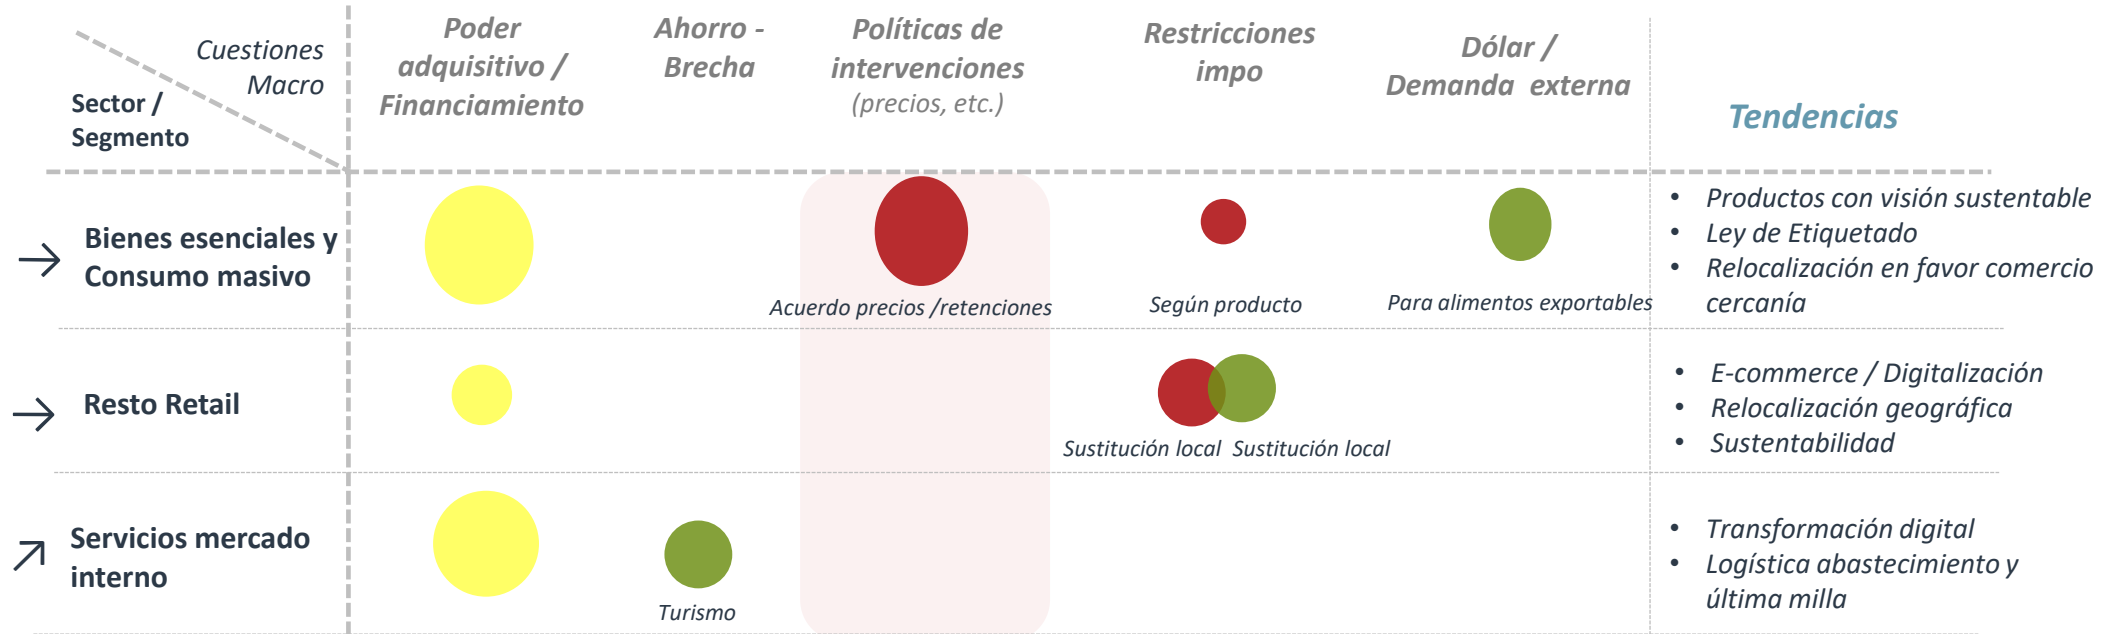 Cuestiones
Macro
Sector /
Segmento
Poder
adquisitivo /
Financiamiento
Ahorro -
Brecha
Políticas de
intervenciones
(precios, etc.)
Restricciones
impo
Dólar /
Demanda externa
Tendencias
Bienes esenciales y
Consumo masivo
Acuerdo precios /retenciones
Según producto
Para alimentos exportables
• Productos con visión sustentable
• Ley de Etiquetado
• Relocalización en favor comercio
cercanía
Resto Retail
Sustitución local Sustitución local
• E-commerce / Digitalización
• Relocalización geográfica
• Sustentabilidad
Servicios mercado
interno
Turismo
• Transformación digital
• Logística abastecimiento y
última milla